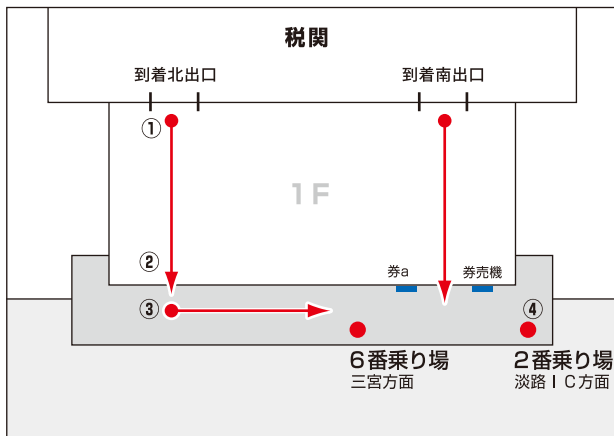 税関
到着北出口
到着南出口
①
1F
②
券a
券売機
③
④
6番乗り場
三宮方面
2番乗り場
淡路IC方面